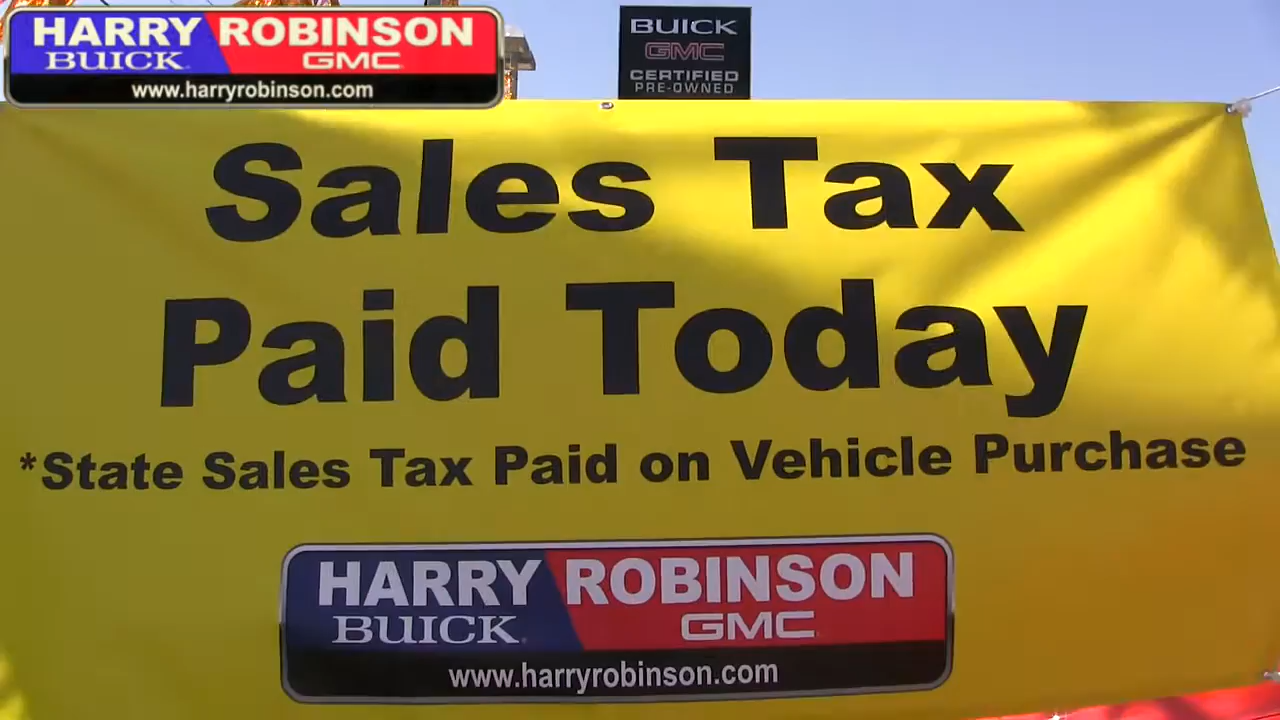 HARRY ROBINSON
BUICK GMC
www.harryrobinson.com
BUICK
GMC
CERTIFIED
PRE-OWNED
Sales Tax
Paid Today
*State Sales Tax Paid on Vehicle Purchase
HARRY ROBINSON
BUICK GMC
www.harryrobinson.com